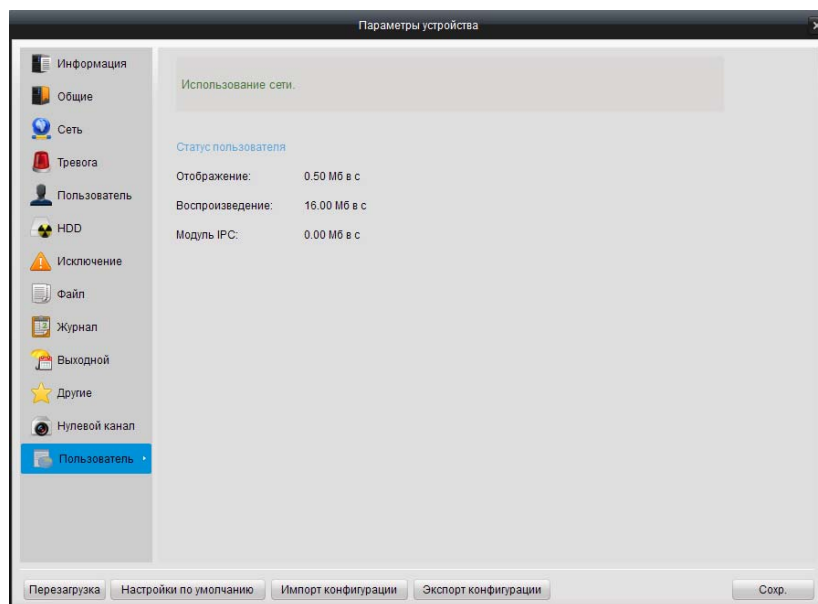 Параметры устройства
Информация
Общие
Сеть
Тревога
Пользователь
HDD
Исключение
Файл
Журнал
Выходной
Другие
Нулевой канал
Пользователь
Использование сети.
Статус пользователя
Отображение: 0.50 Мб в с
Воспроизведение: 16.00 Мб в с
Модуль IPC: 0.00 Мб в с
Перезагрузка Настройки по умолчанию Импорт конфигурации Экспорт конфигурации Сохр.